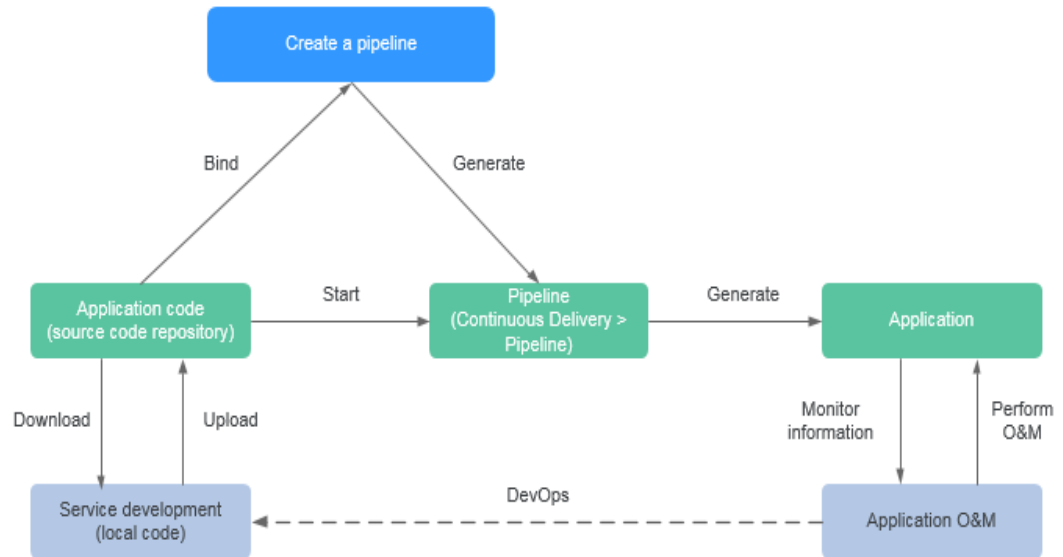 Create a pipeline
Bind
Generate
Application code
(source code repository)
Start
Pipeline
(Continuous Delivery >
Pipeline)
Generate
Application
Download
Upload
Monitor
information
Perform
O&M
Service development
(local code)
DevOps
Application O&M